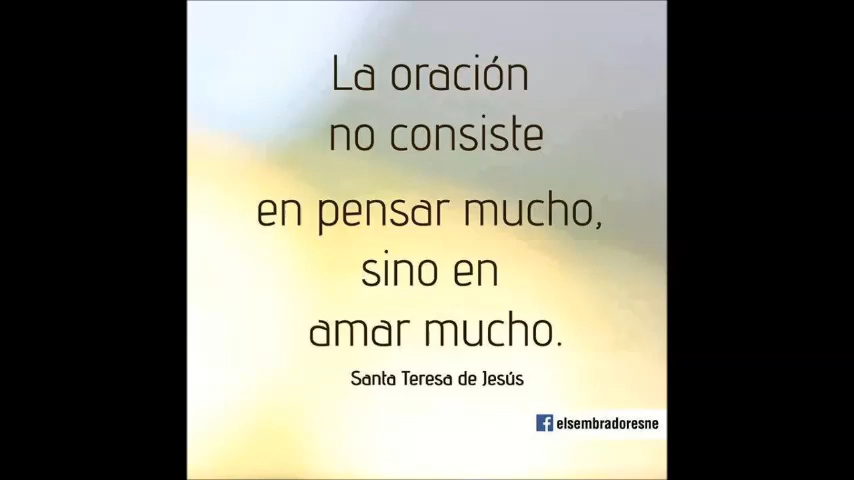 La oración
no consiste
en pensar mucho,
sino en
amar mucho.
Santa Teresa de Jesús
elsembradoresne